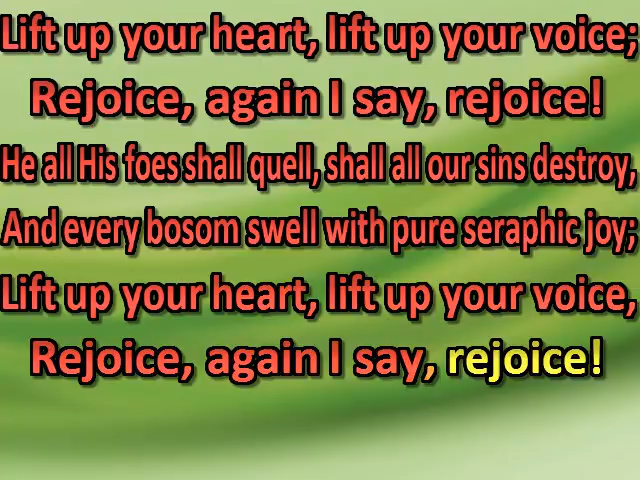 Lift up your heart, lift up your voice;
Rejoice, again I say, rejoice!
He all His foes shall quell, shall all our sins destroy,
And every bosom swell with pure seraphic joy;
Lift up your heart, lift up your voice,
Rejoice, again I say, rejoice!